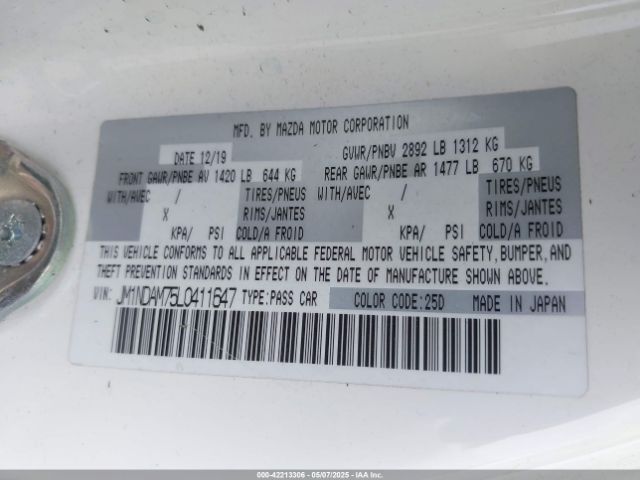 MFD. BY MAZDA MOTOR CORPORATION
DATE 12/19 GVWR/PNBV 2892 LB 1312 KG
FRONT GAWR/PNBE AV 1420 LB 644 KG REAR GAWR/PNBE AR 1477 LB 670 KG
WITH/AVEC / TIRES/PNEUS WITH/AVEC / TIRES/PNEUS
X RIMS/JANTES X RIMS/JANTES
KPA/ PSI COLD/A FROID KPA/ PSI COLD/A FROID
THIS VEHICLE CONFORMS TO ALL APPLICABLE FEDERAL MOTOR VEHICLE SAFETY, BUMPER, AND
THEFT PREVENTION STANDARDS IN EFFECT ON THE DATE OF MANUFACTURE SHOWN ABOVE.
VIN: JM1NDAM75L0411647 TYPE:PASS CAR COLOR CODE:25D MADE IN JAPAN
000-42213306 - 05/07/2025 - IAAI.com